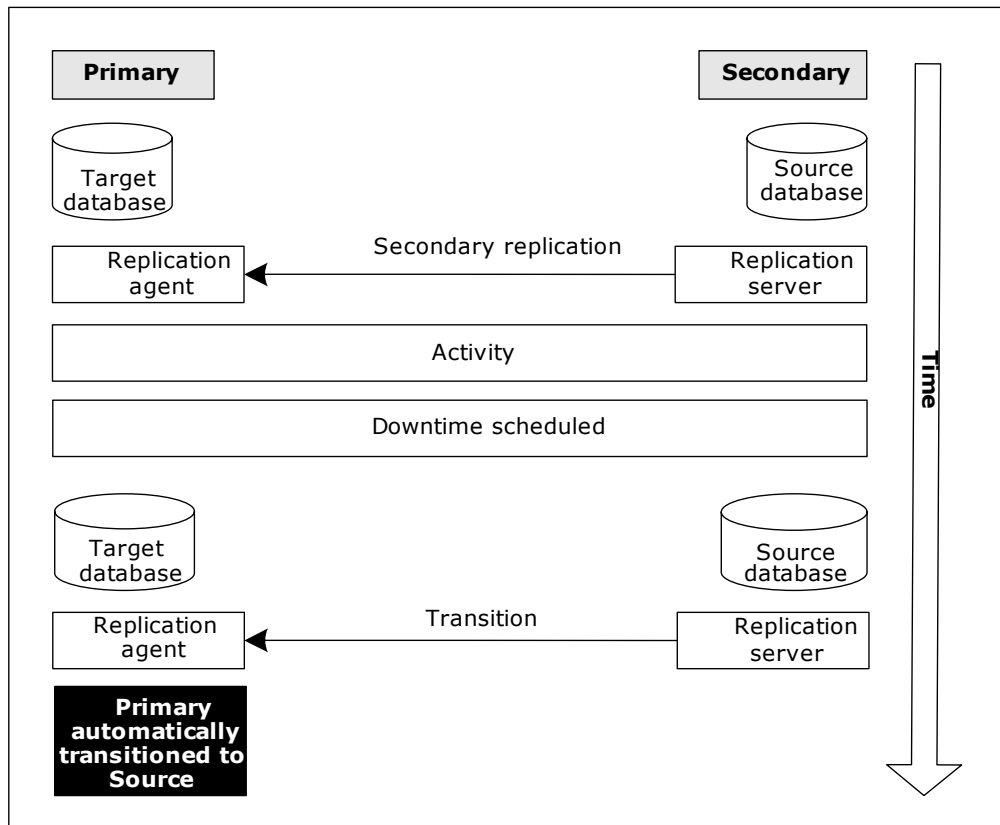 Primary
Secondary
Target
database
Source
database
Secondary replication
Replication
agent
Replication
server
Activity
Downtime scheduled
Time
Target
database
Source
database
Transition
Replication
agent
Replication
server
Primary
automatically
transitioned to
Source